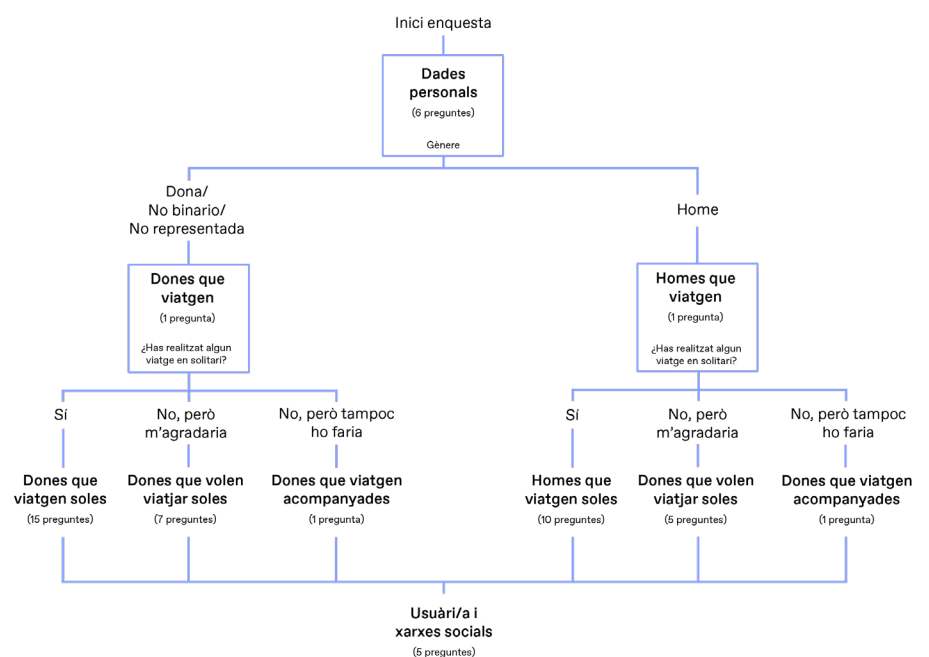 Inici enquesta
Dades
personals
(6 preguntes)
Gènere
Dona/
No binario/
No representada
Home
Dones que
viatgen
(1 pregunta)
¿Has realitzat algun
viatge en solitari?
Homes que
viatgen
(1 pregunta)
¿Has realitzat algun
viatge en solitari?
Sí
No, però
m'agradaria
No, però tampoc
ho faria
Sí
No, però
m'agradaria
No, però tampoc
ho faria
Dones que
viatgen soles
(15 preguntes)
Dones que volen
viatjar soles
(7 preguntes)
Dones que viatgen
acompanyades
(1 pregunta)
Homes que
viatgen soles
(10 preguntes)
Dones que volen
viatjar soles
(5 preguntes)
Dones que viatgen
acompanyades
(1 pregunta)
Usuàri/a i
xarxes socials
(5 preguntes)